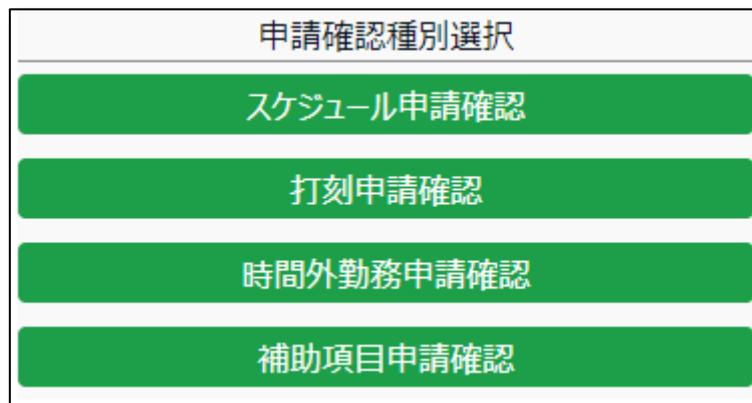 申請確認種別選択
スケジュール申請確認
打刻申請確認
時間外勤務申請確認
補助項目申請確認